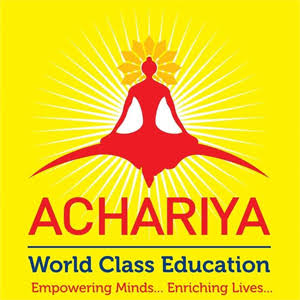 ACHARIYA
World Class Education
Empowering Minds... Enriching Lives...